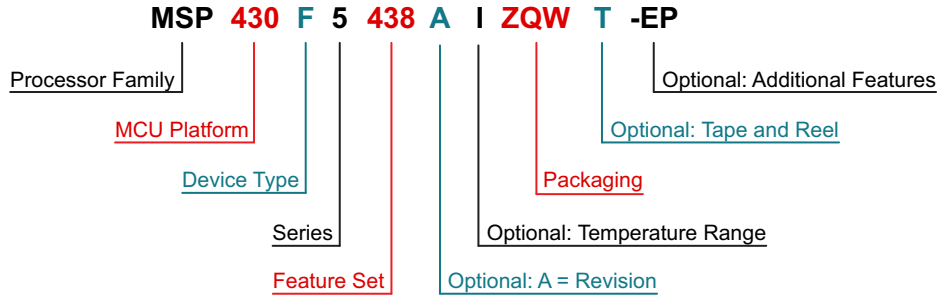 MSP 430 F 5 438 A I ZQW T -EP
Processor Family
Optional: Additional Features
MCU Platform
Optional: Tape and Reel
Device Type
Packaging
Series
Optional: Temperature Range
Feature Set
Optional: A = Revision